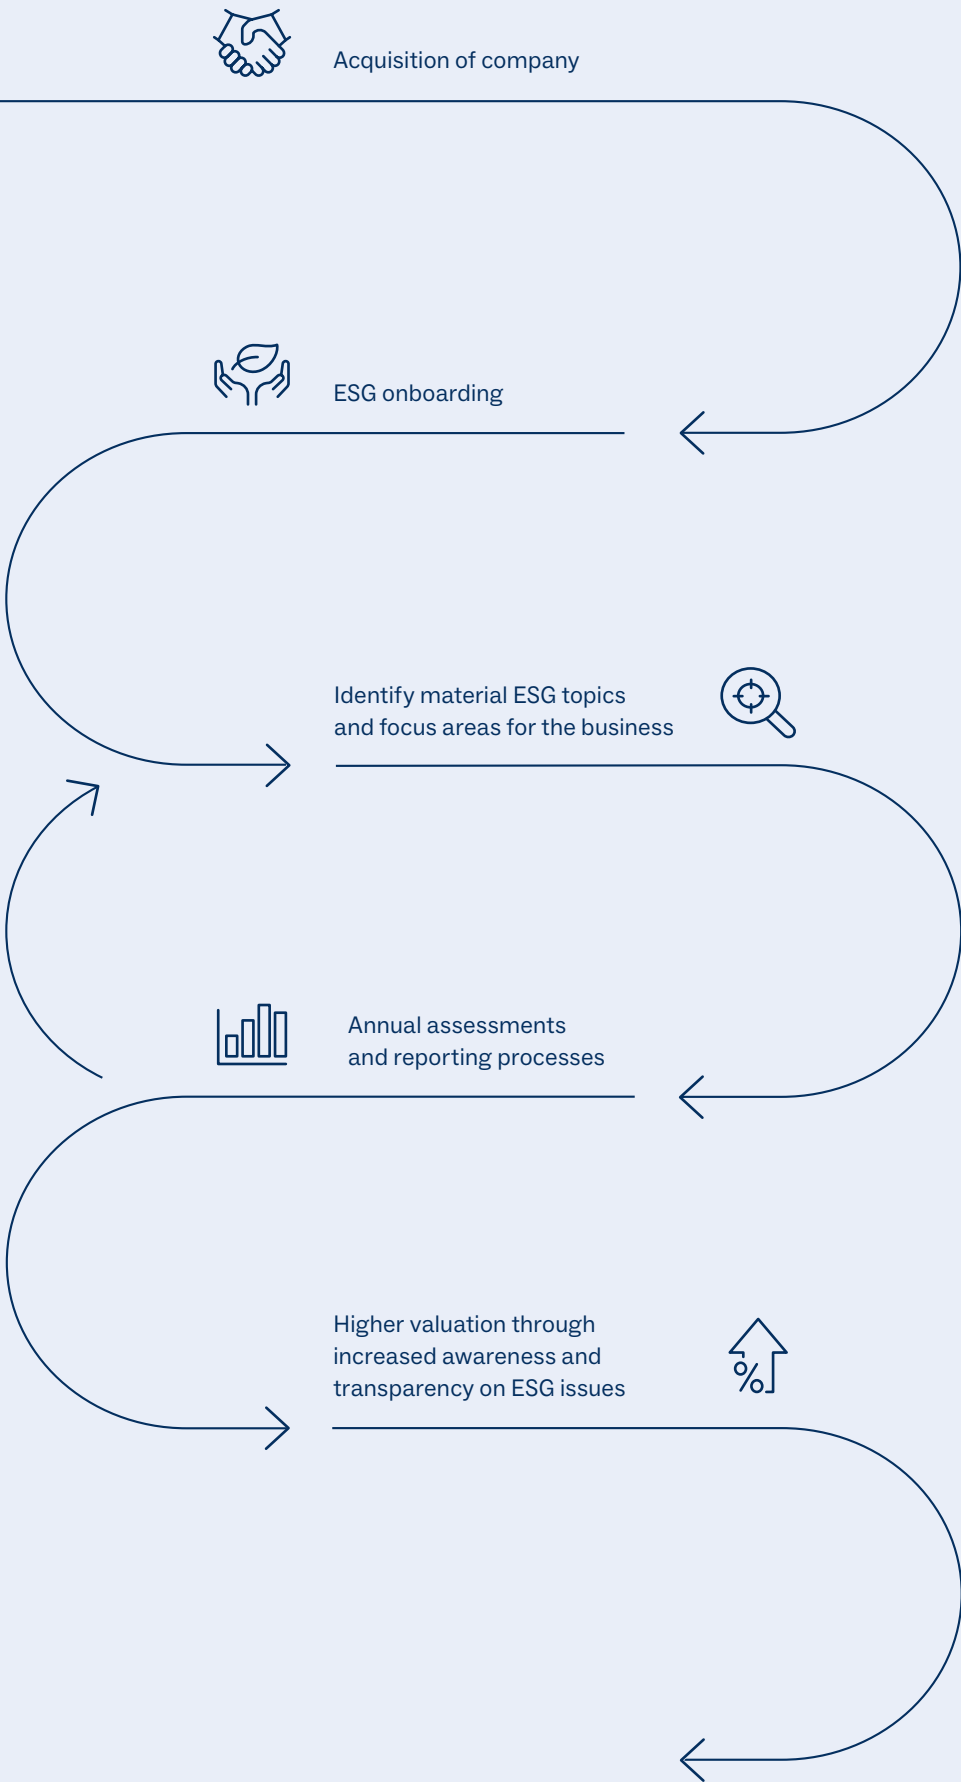 Acquisition of company
ESG onboarding
Identify material ESG topics
and focus areas for the business
Annual assessments
and reporting processes
Higher valuation through
increased awareness and
transparency on ESG issues
%